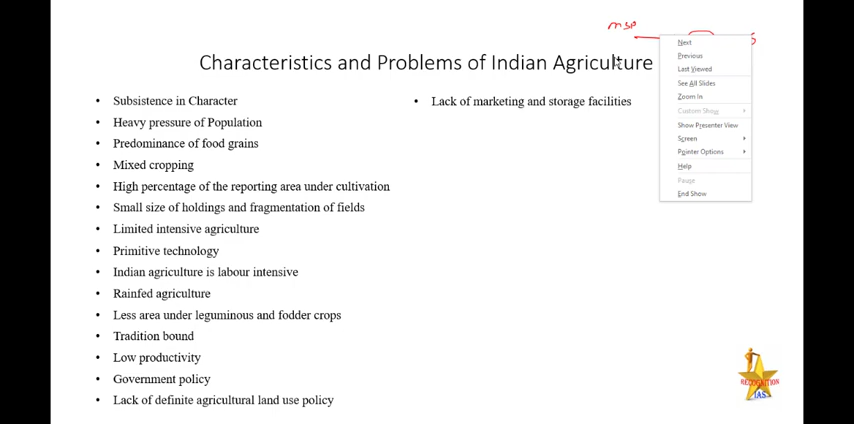 MSP
Characteristics and Problems of Indian Agriculture
• Subsistence in Character
• Heavy pressure of Population
• Predominance of food grains
• Mixed cropping
• High percentage of the reporting area under cultivation
• Small size of holdings and fragmentation of fields
• Limited intensive agriculture
• Primitive technology
• Indian agriculture is labour intensive
• Rainfed agriculture
• Less area under leguminous and fodder crops
• Tradition bound
• Low productivity
• Government policy
• Lack of definite agricultural land use policy
• Lack of marketing and storage facilities
Next
Previous
Last Viewed
See All Slides
Zoom In
Custom Show
Show Presenter View
Screen
Pointer Options
Help
Pause
End Show
RECOGNITION
IAS